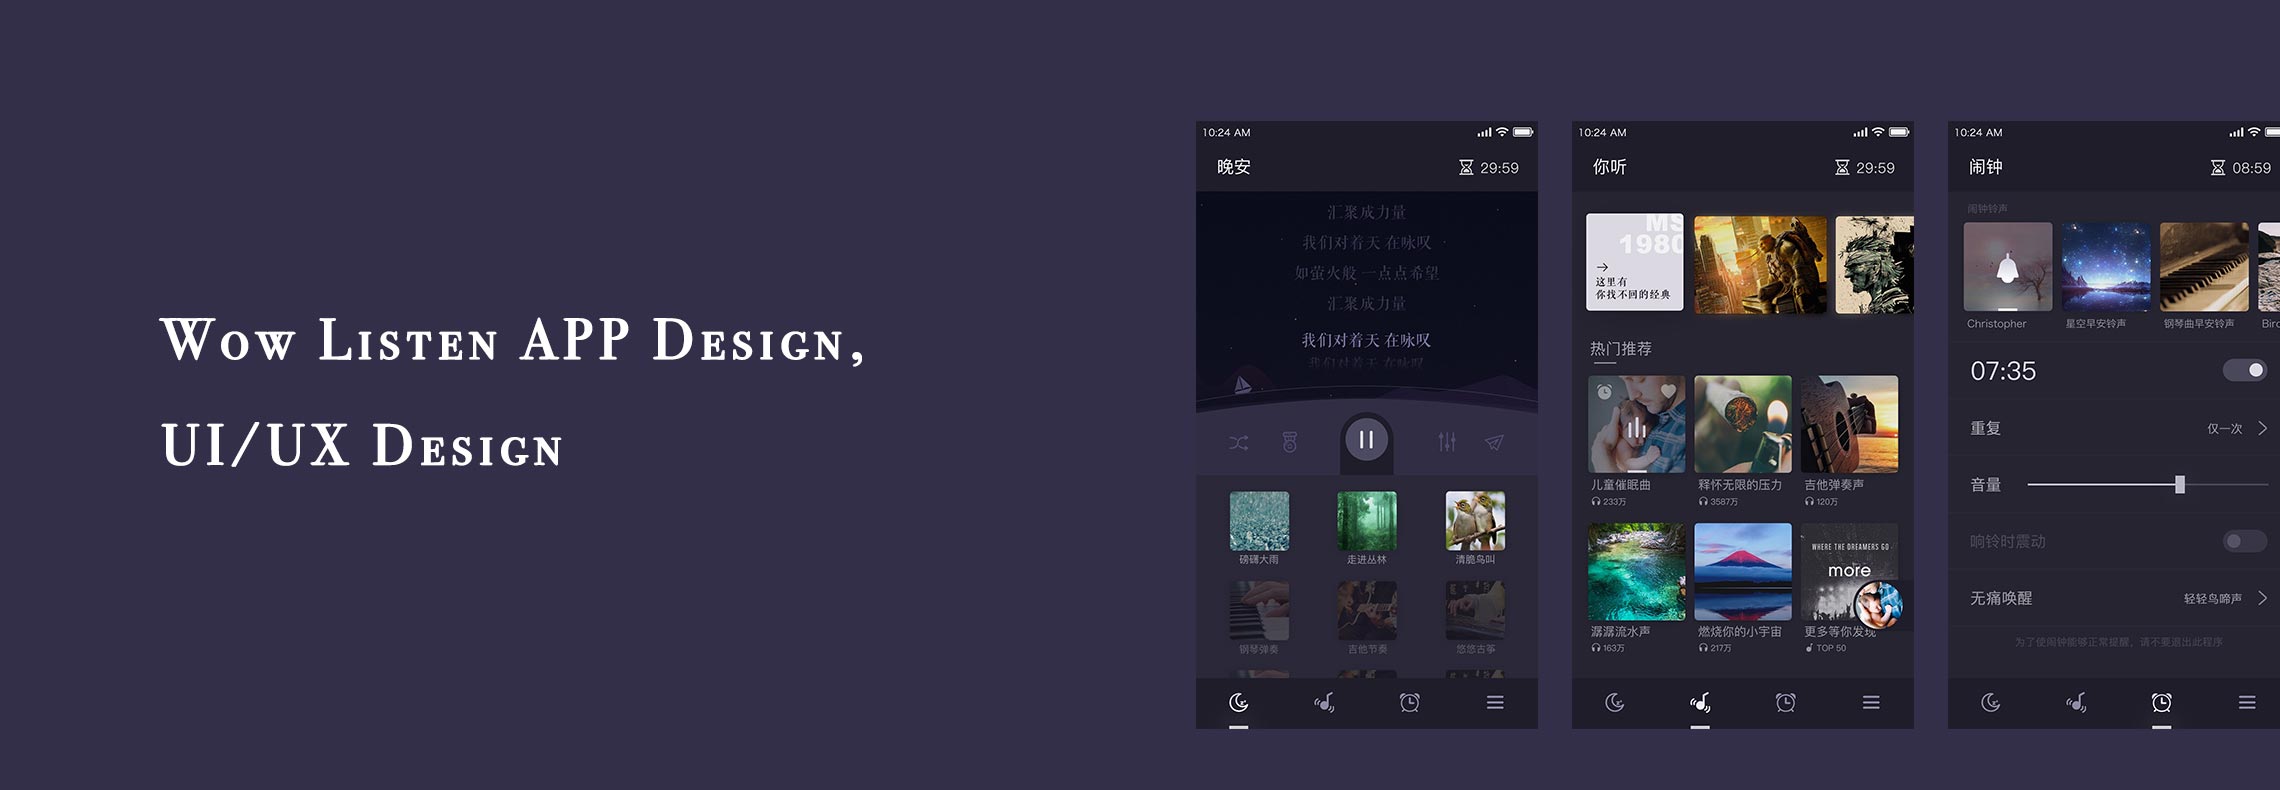 Wow Listen APP Design,
UI/UX Design
10:24 AM
晚安
29:59
汇聚成力量
我们对着天 在咏叹
如萤火般 一点点希望
汇聚成力量
我们对着天 在咏叹
我们对着天 在咏叹
磅礴大雨
走进丛林
清脆鸟叫
钢琴弹奏
吉他节奏
悠悠古筝
10:24 AM
你听
29:59
MS
1980
这里有
你找不回的经典
热门推荐
儿童催眠曲
释怀无限的压力
吉他弹奏声
233万
3587万
120万
WHERE THE DREAMERS GO
more
潺潺流水声
燃烧你的小宇宙
更多等你发现
163万
217万
TOP 50
10:24 AM
闹钟
08:59
闹钟铃声
Christopher
星空早安铃声
钢琴曲早安铃声
Bird
07:35
重复
仅一次
音量
响铃时震动
无痛唤醒
轻轻鸟啼声
为了使闹钟能够正常提醒，请不要退出此程序